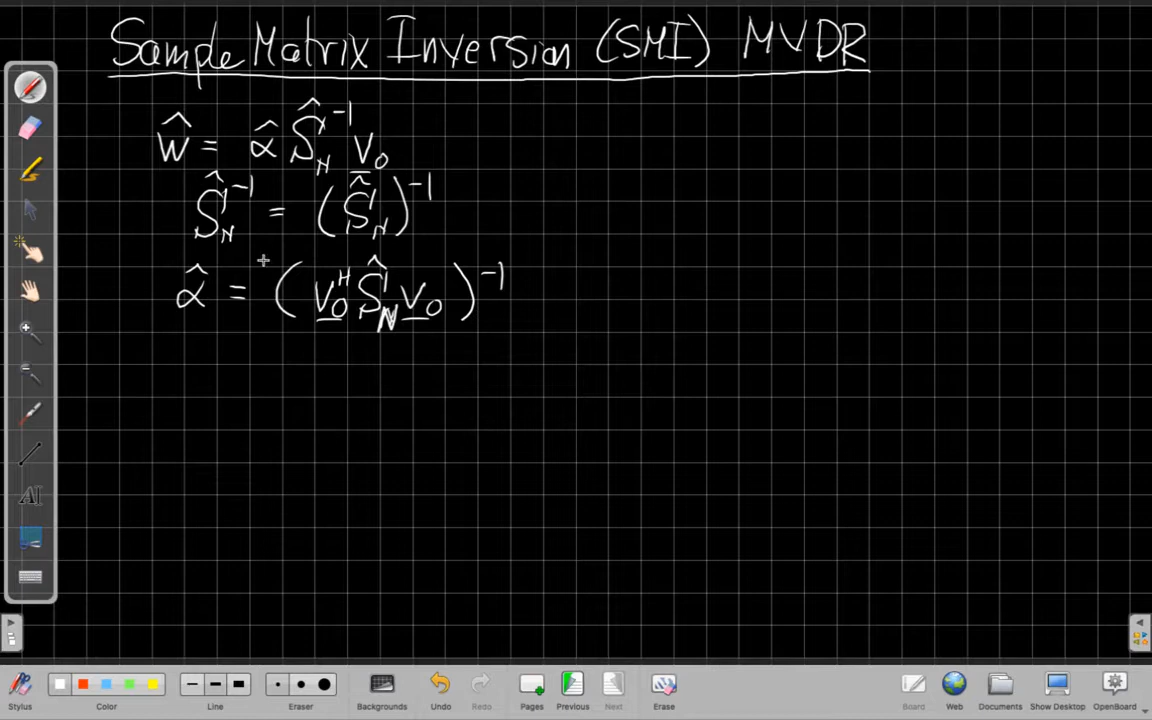 Sample Matrix Inversion (SMI) MVDR
ŵ = α̂ Ŝ_N^-1 v_0
Ŝ_N^-1 = (Ŝ_N)^-1
α̂ = (v_0^H Ŝ_N v_0)^-1
AI
Stylus Color Line Eraser Backgrounds Undo Redo Pages Previous Next Erase Board Web Documents Show Desktop OpenBoard